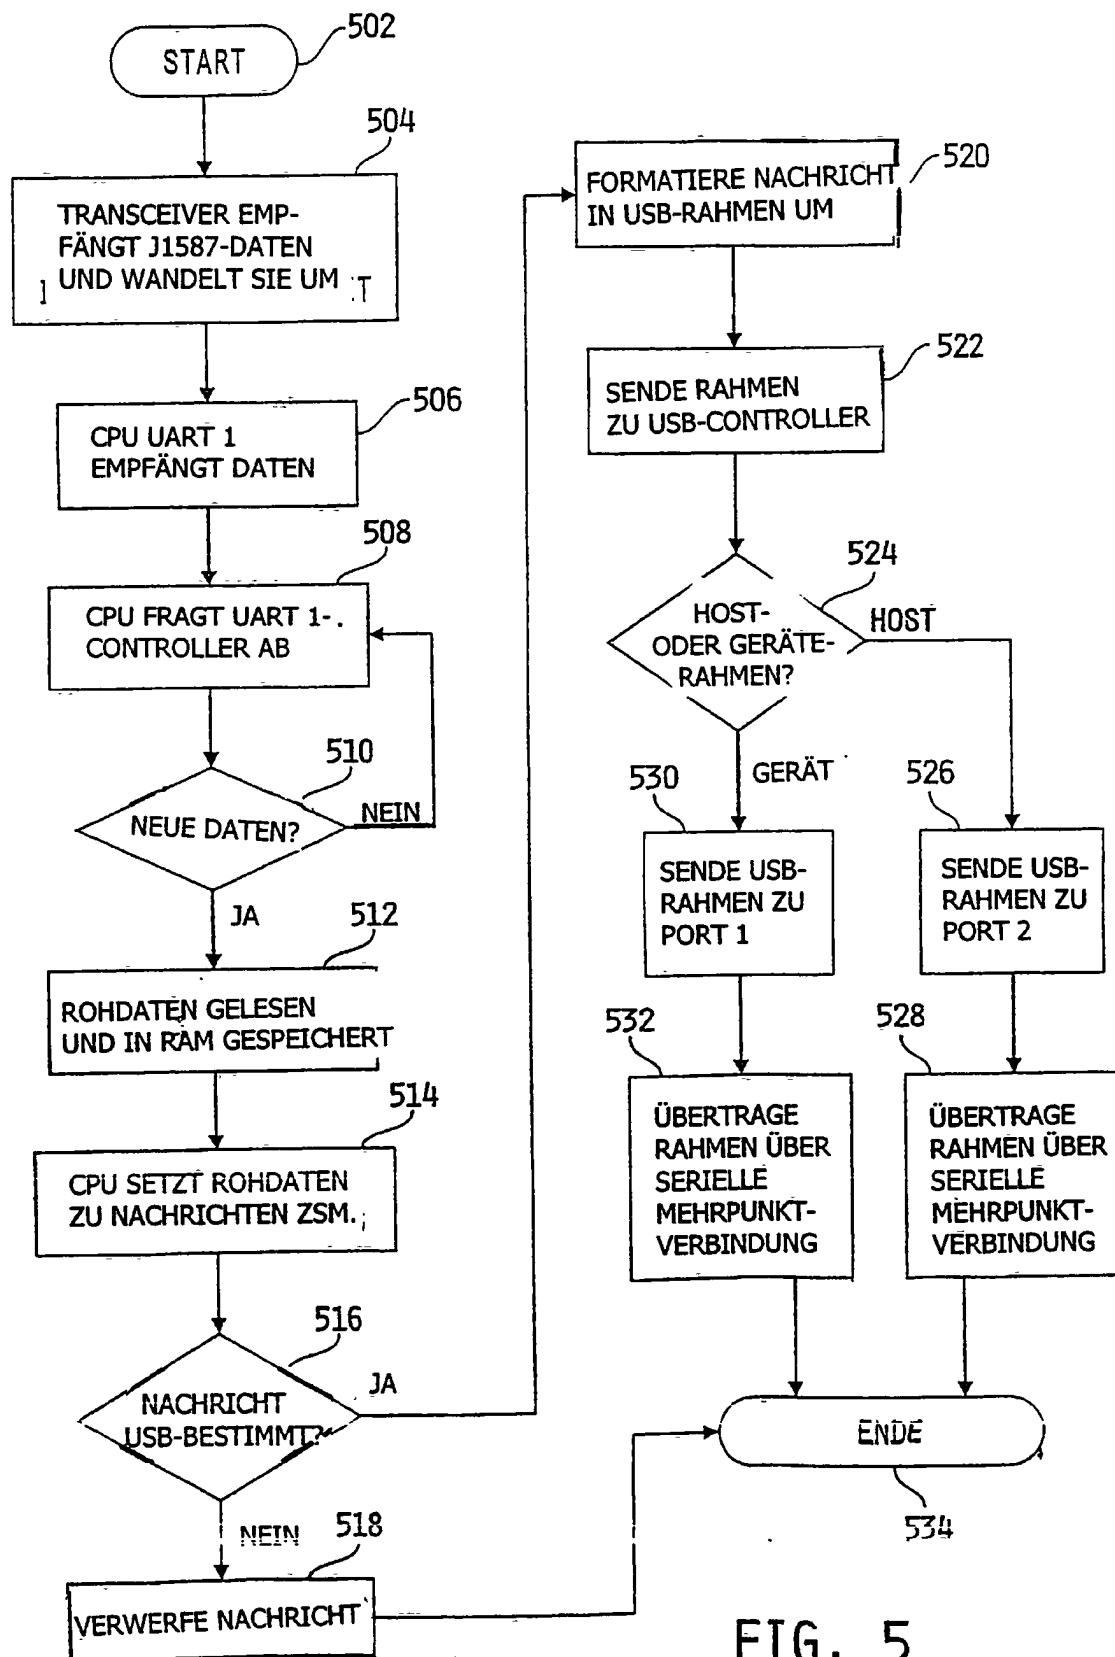 START
502
504
TRANSCEIVER EMP-
FÄNGT J1587-DATEN
UND WANDELT SIE UM
506
CPU UART 1
EMPFÄNGT DATEN
508
CPU FRAGT UART 1-
CONTROLLER AB
510
NEUE DATEN?
NEIN
JA
512
ROHDATEN GELESEN
UND IN RAM GESPEICHERT
514
CPU SETZT ROHDATEN
ZU NACHRICHTEN ZSM.
516
NACHRICHT
USB-BESTIMMT?
JA
NEIN
518
VERWERFE NACHRICHT
520
FORMATIERE NACHRICHT
IN USB-RAHMEN UM
522
SENDE RAHMEN
ZU USB-CONTROLLER
524
HOST-
ODER GERÄTE-
RAHMEN?
HOST
GERÄT
530
SENDE USB-
RAHMEN ZU
PORT 1
526
SENDE USB-
RAHMEN ZU
PORT 2
532
ÜBERTRAGE
RAHMEN ÜBER
SERIELLE
MEHRPUNKT-
VERBINDUNG
528
ÜBERTRAGE
RAHMEN ÜBER
SERIELLE
MEHRPUNKT-
VERBINDUNG
ENDE
534
FIG. 5